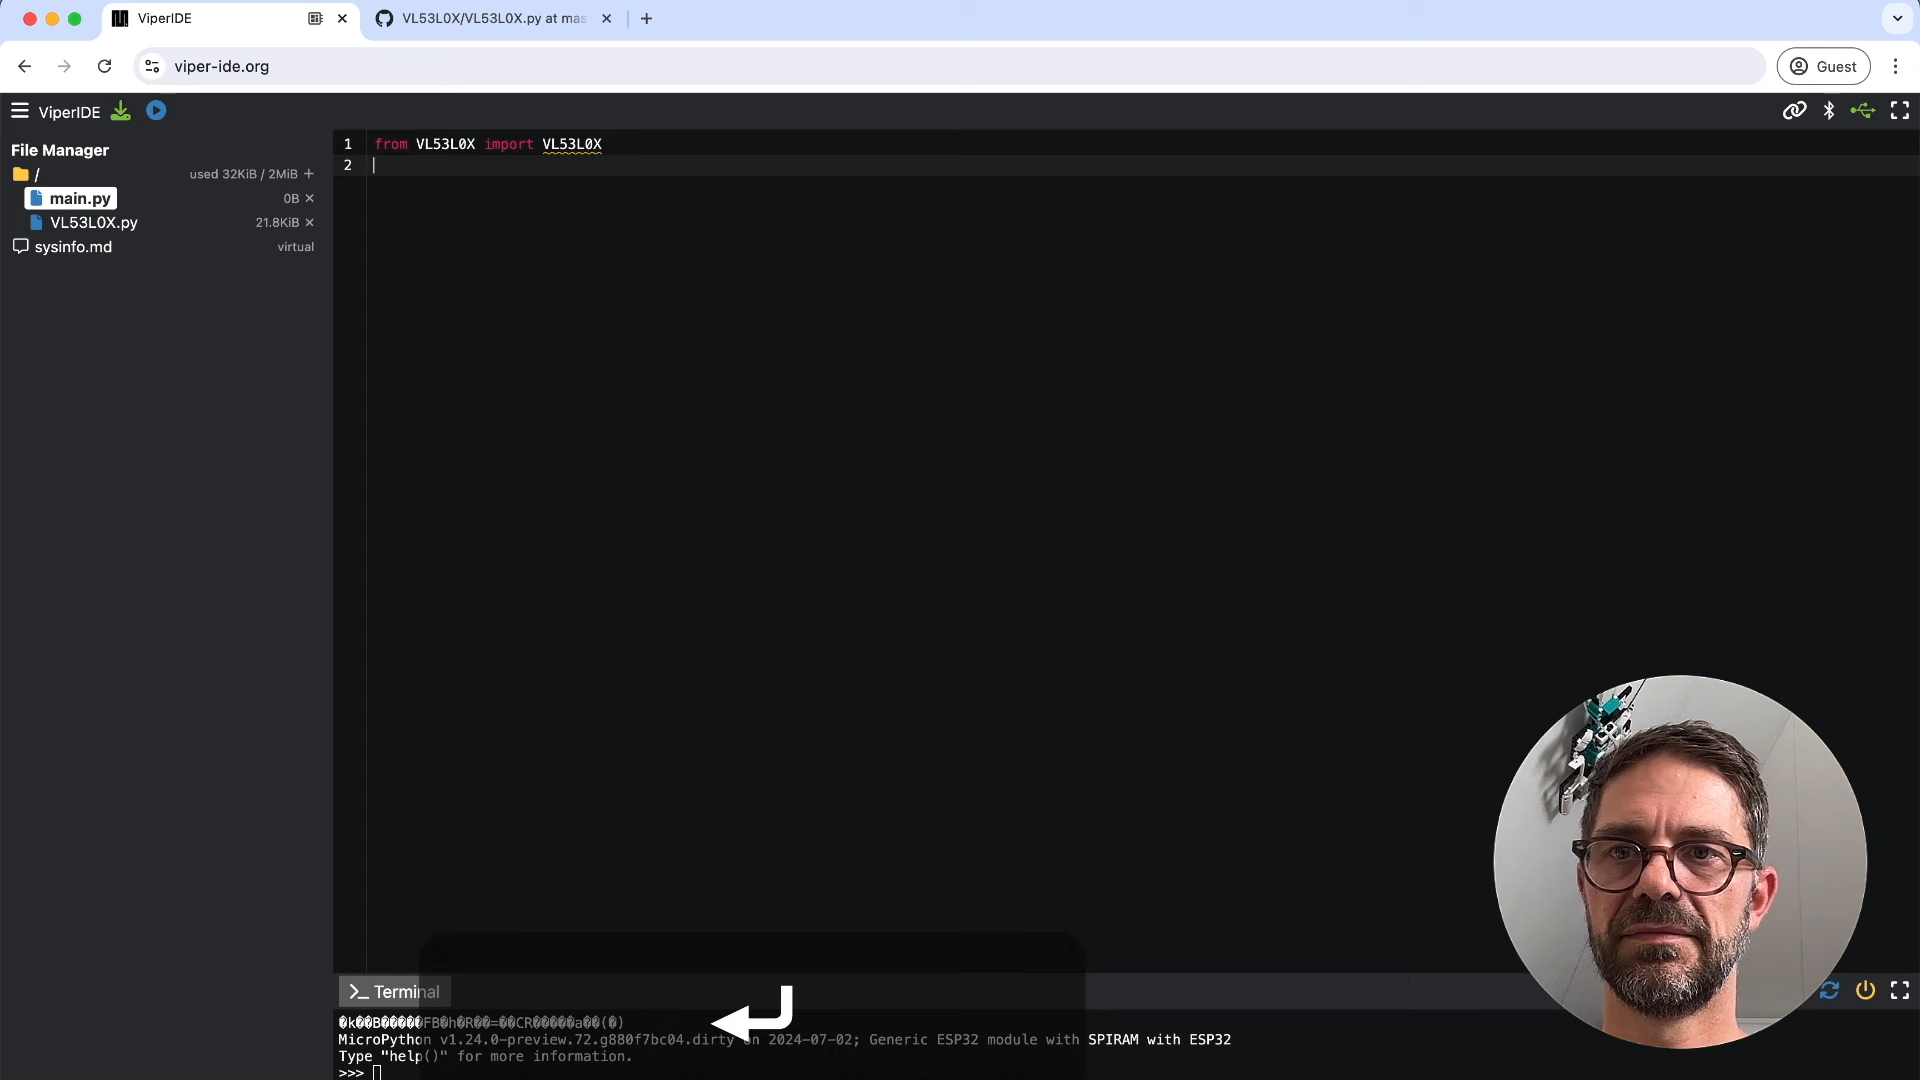 ViperIDE
VL53L0X/VL53L0X.py at mas
viper-ide.org
Guest
ViperIDE
File Manager
/
used 32KiB / 2MiB
main.py
0B
VL53L0X.py
21.8KiB
sysinfo.md
virtual
1 from VL53L0X import VL53L0X
2
Terminal
�k��B�����FB�h�R��=��CR�����a��(�)
MicroPython v1.24.0-preview.72.g880f7bc04.dirty on 2024-07-02; Generic ESP32 module with SPIRAM with ESP32
Type "help()" for more information.
>>>